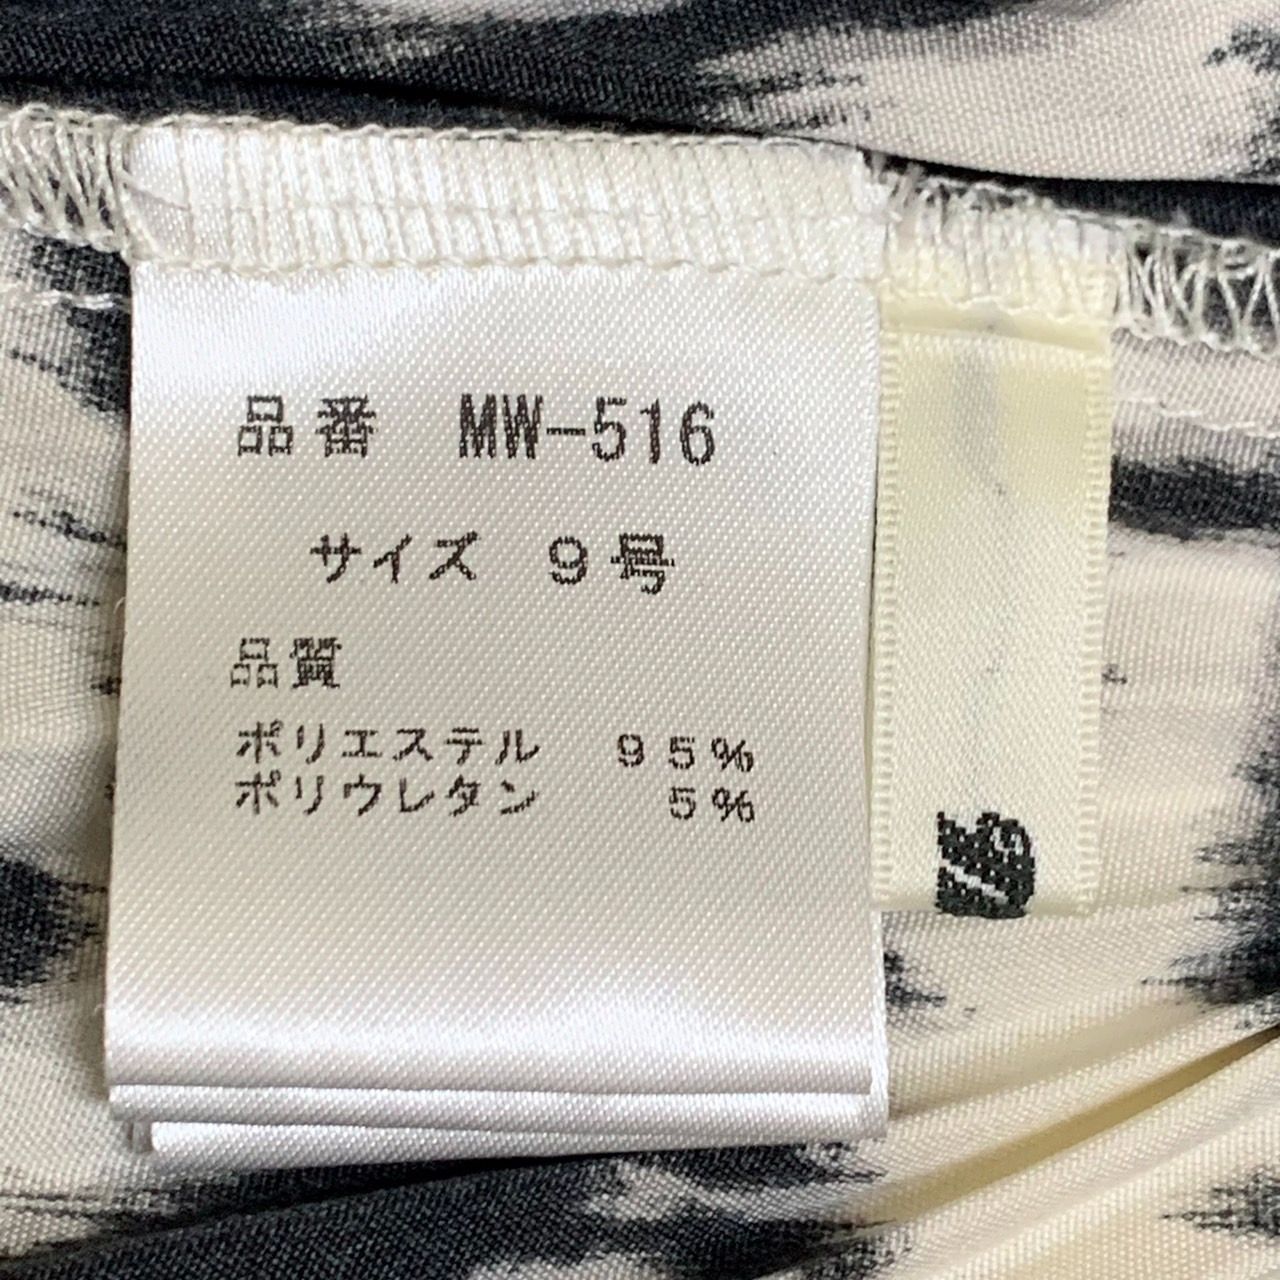 品番 MW-516
サイズ 9号
品質
ポリエステル 95%
ポリウレタン 5%